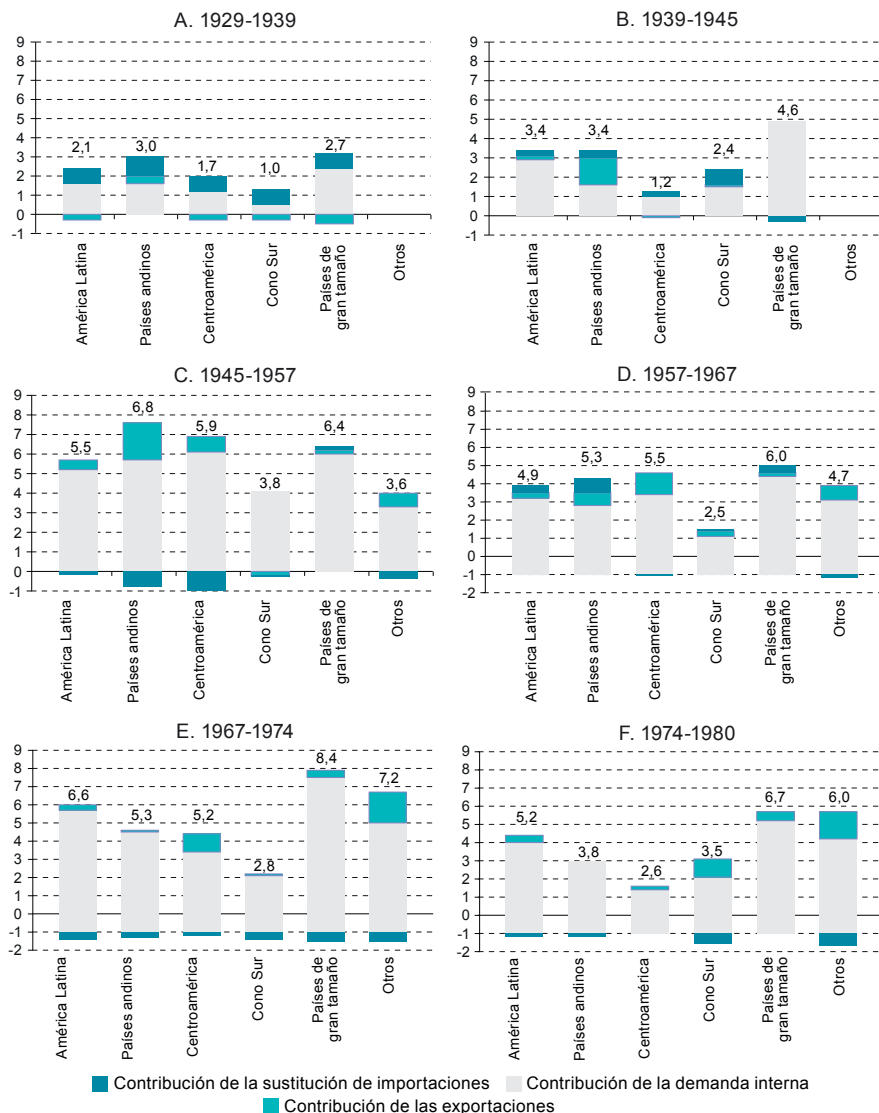 A. 1929-1939
9
8
7
6
5
4
3
2
1
0
-1
2,1
3,0
1,7
1,0
2,7
América Latina
Países andinos
Centroamérica
Cono Sur
Países de
gran tamaño
Otros
B. 1939-1945
9
8
7
6
5
4
3
2
1
0
-1
3,4
3,4
1,2
2,4
4,6
América Latina
Países andinos
Centroamérica
Cono Sur
Países de
gran tamaño
Otros
C. 1945-1957
9
8
7
6
5
4
3
2
1
0
-1
5,5
6,8
5,9
3,8
6,4
3,6
América Latina
Países andinos
Centroamérica
Cono Sur
Países de
gran tamaño
Otros
D. 1957-1967
9
8
7
6
5
4
3
2
1
0
-1
-2
4,9
5,3
5,5
2,5
6,0
4,7
América Latina
Países andinos
Centroamérica
Cono Sur
Países de
gran tamaño
Otros
E. 1967-1974
9
8
7
6
5
4
3
2
1
0
-1
-2
6,6
5,3
5,2
2,8
8,4
7,2
América Latina
Países andinos
Centroamérica
Cono Sur
Países de
gran tamaño
Otros
F. 1974-1980
9
8
7
6
5
4
3
2
1
0
-1
-2
5,2
3,8
2,6
3,5
6,7
6,0
América Latina
Países andinos
Centroamérica
Cono Sur
Países de
gran tamaño
Otros
Contribución de la sustitución de importaciones
Contribución de la demanda interna
Contribución de las exportaciones